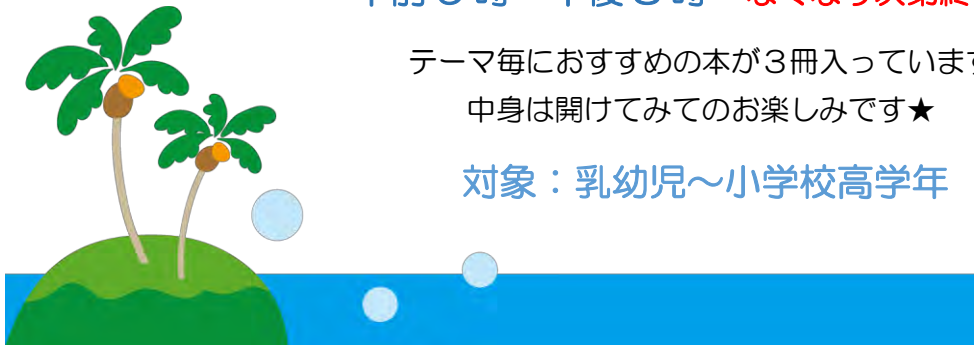 テーマ毎におすすめの本が３冊入っています
中身は開けてみてのお楽しみです★
対象：乳幼児～小学校高学年